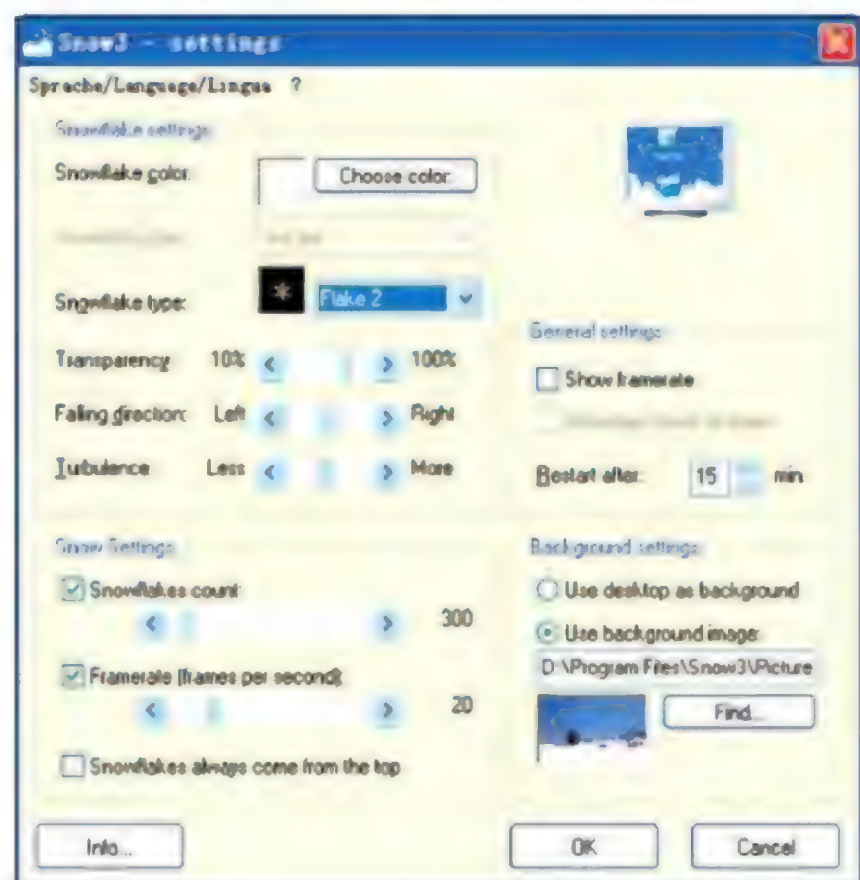 Snow3 - settings
Sprache/Language/Lingua ?
Snowflake settings
Snowflake color: Choose color
Snowflake type: Flake 2
Transparency 10% 100%
Falling direction: Left Right
Turbulence Less More
General settings
Show framerate
Restart after: 15 min
Snow Settings
Snowflakes count:
300
Framerate (frames per second):
20
Snowflakes always come from the top
Background settings
Use desktop as background
Use background image:
D:\Program Files\Snow3\Picture
Find...
Info... OK Cancel